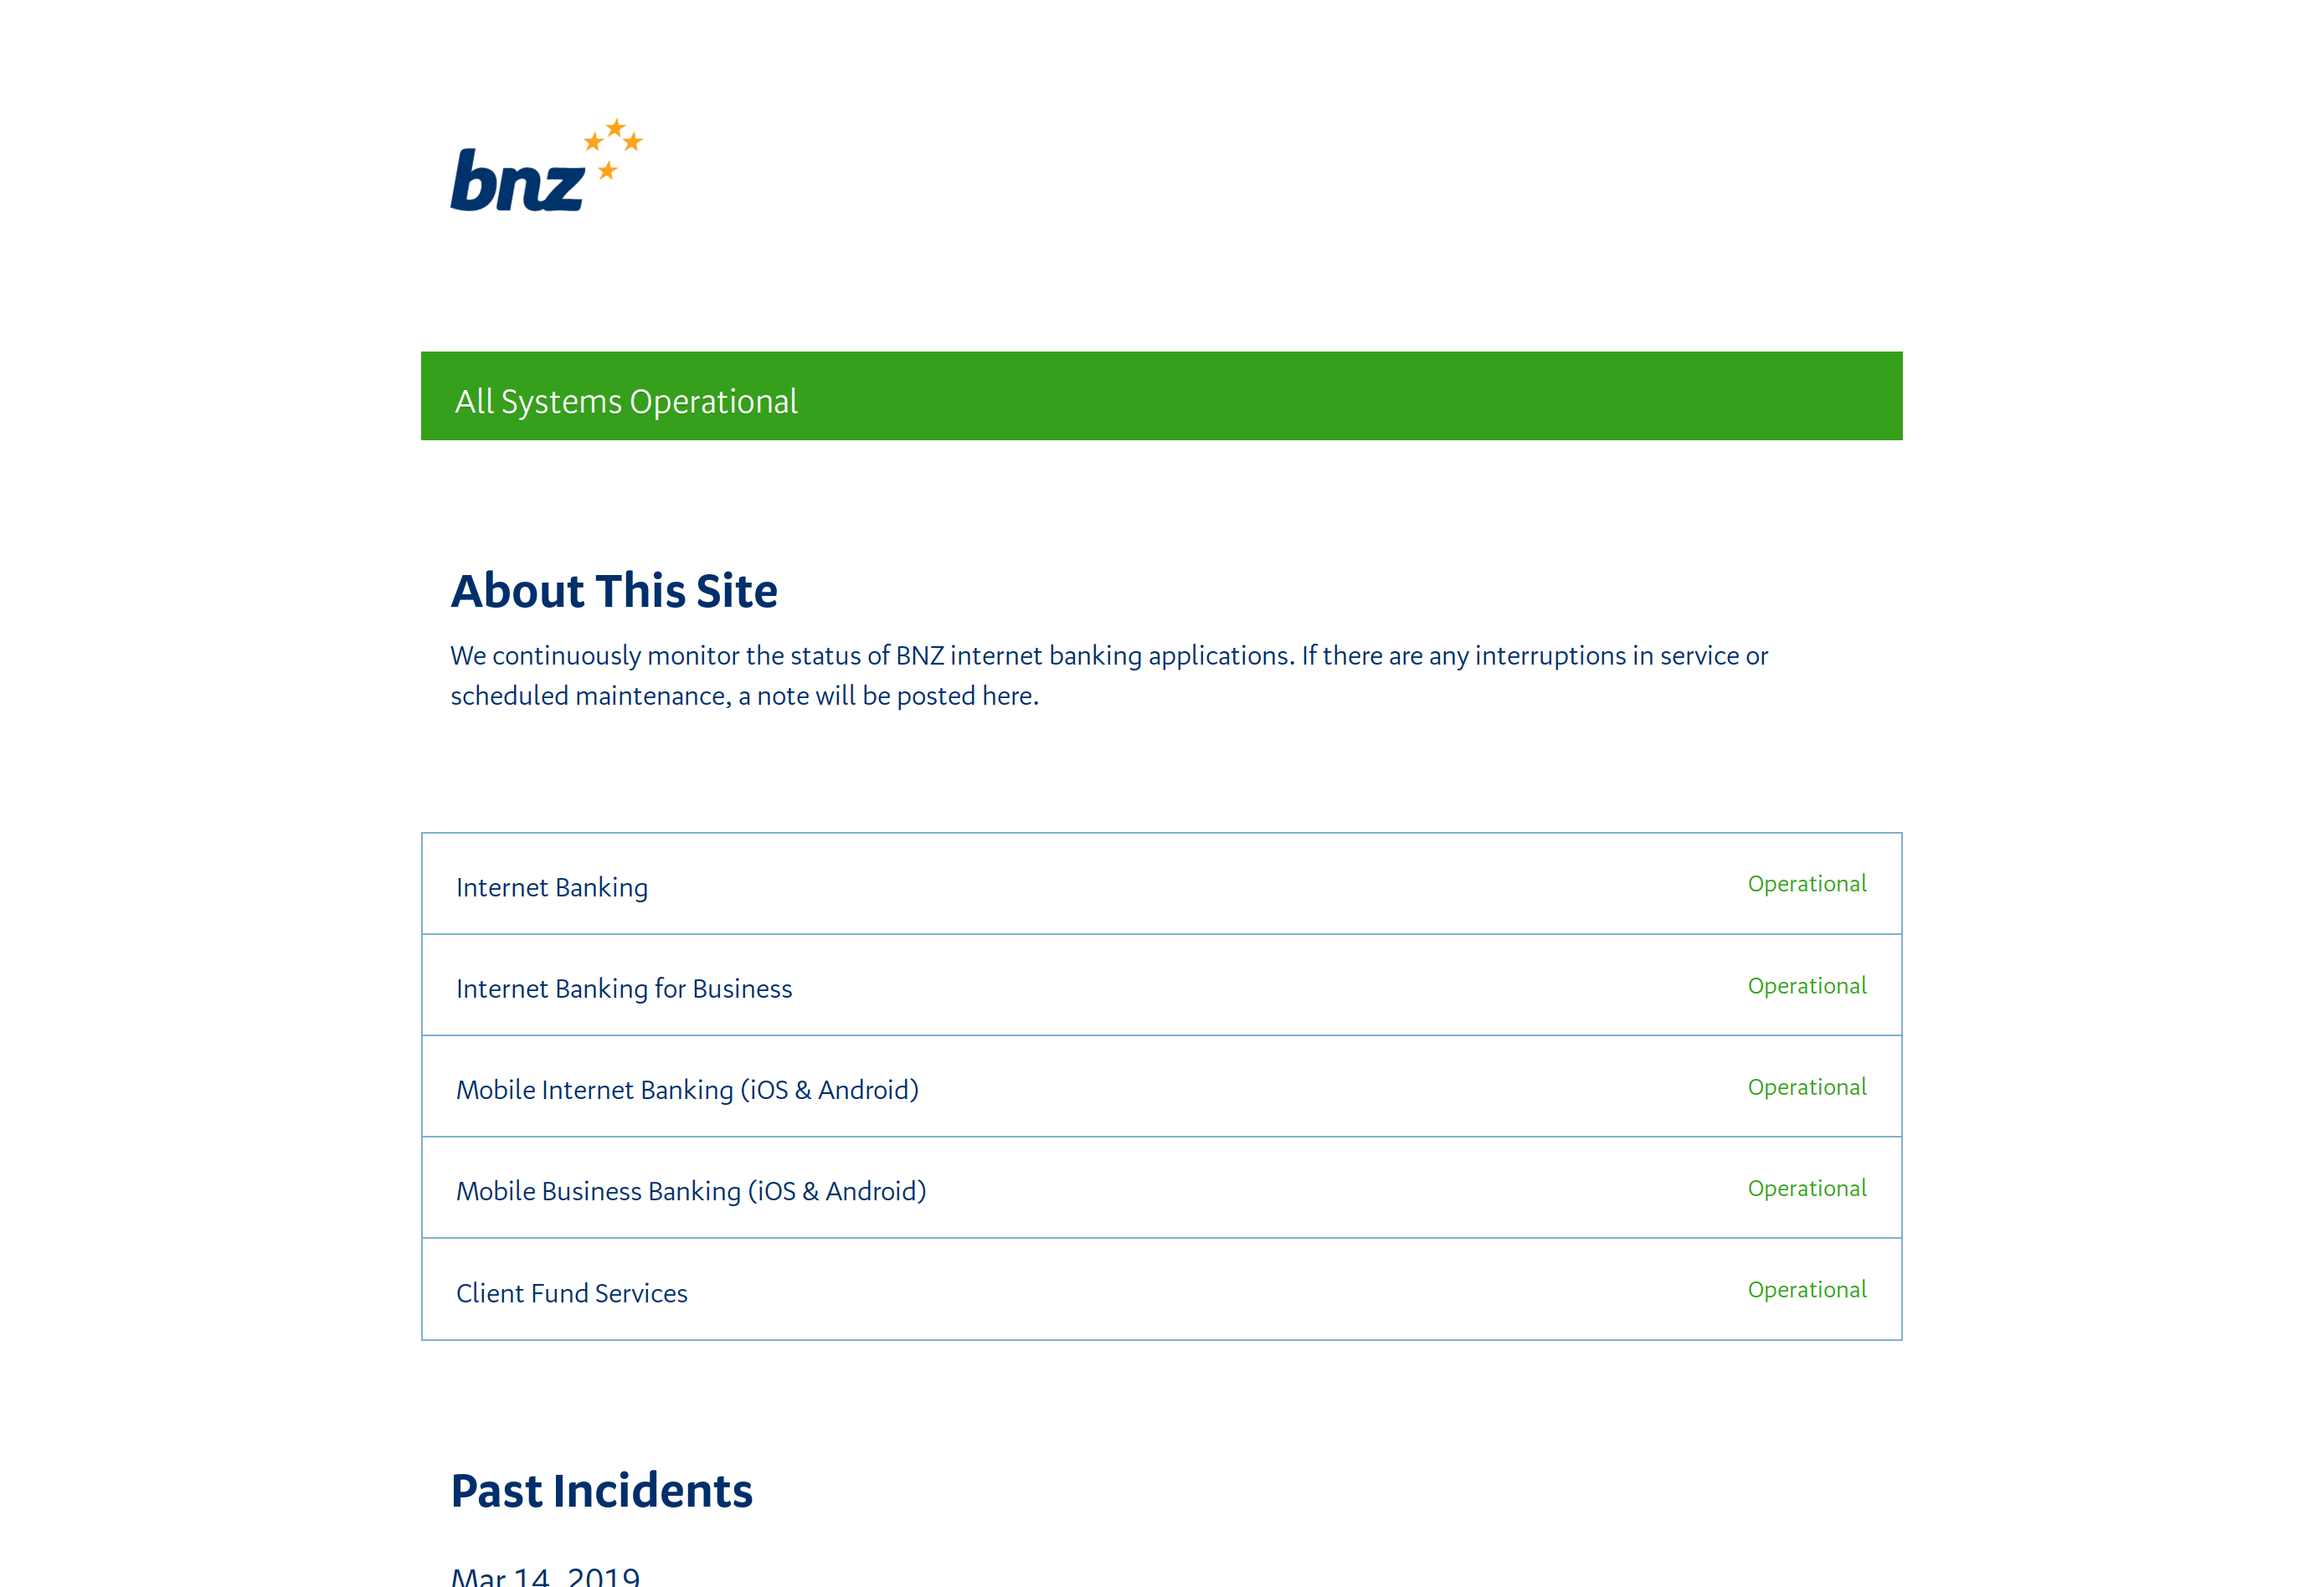 bnz
All Systems Operational
About This Site
We continuously monitor the status of BNZ internet banking applications. If there are any interruptions in service or
scheduled maintenance, a note will be posted here.
Internet Banking Operational
Internet Banking for Business Operational
Mobile Internet Banking (iOS & Android) Operational
Mobile Business Banking (iOS & Android) Operational
Client Fund Services Operational
Past Incidents
Mar 14, 2019